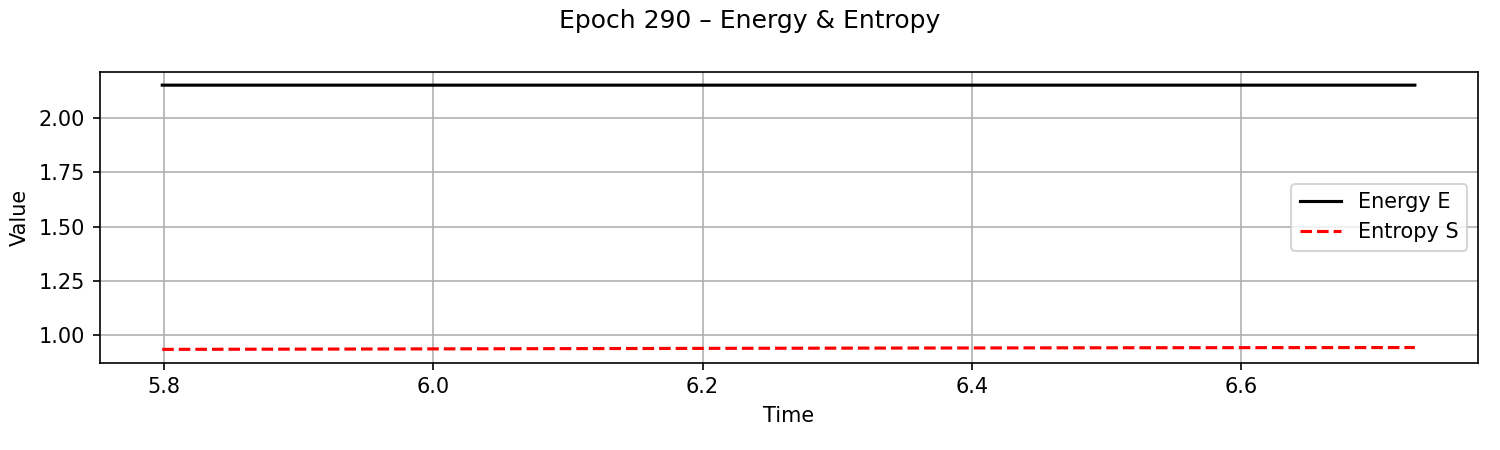 Epoch 290 – Energy & Entropy
Value
2.00
1.75
1.50
1.25
1.00
Energy E
Entropy S
5.8 6.0 6.2 6.4 6.6
Time